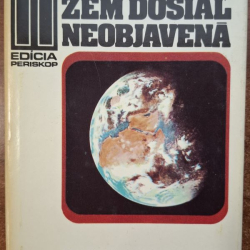 ZEM DOSIAĽ
NEOBJAVENÁ
EDÍCIA
PERISKOP